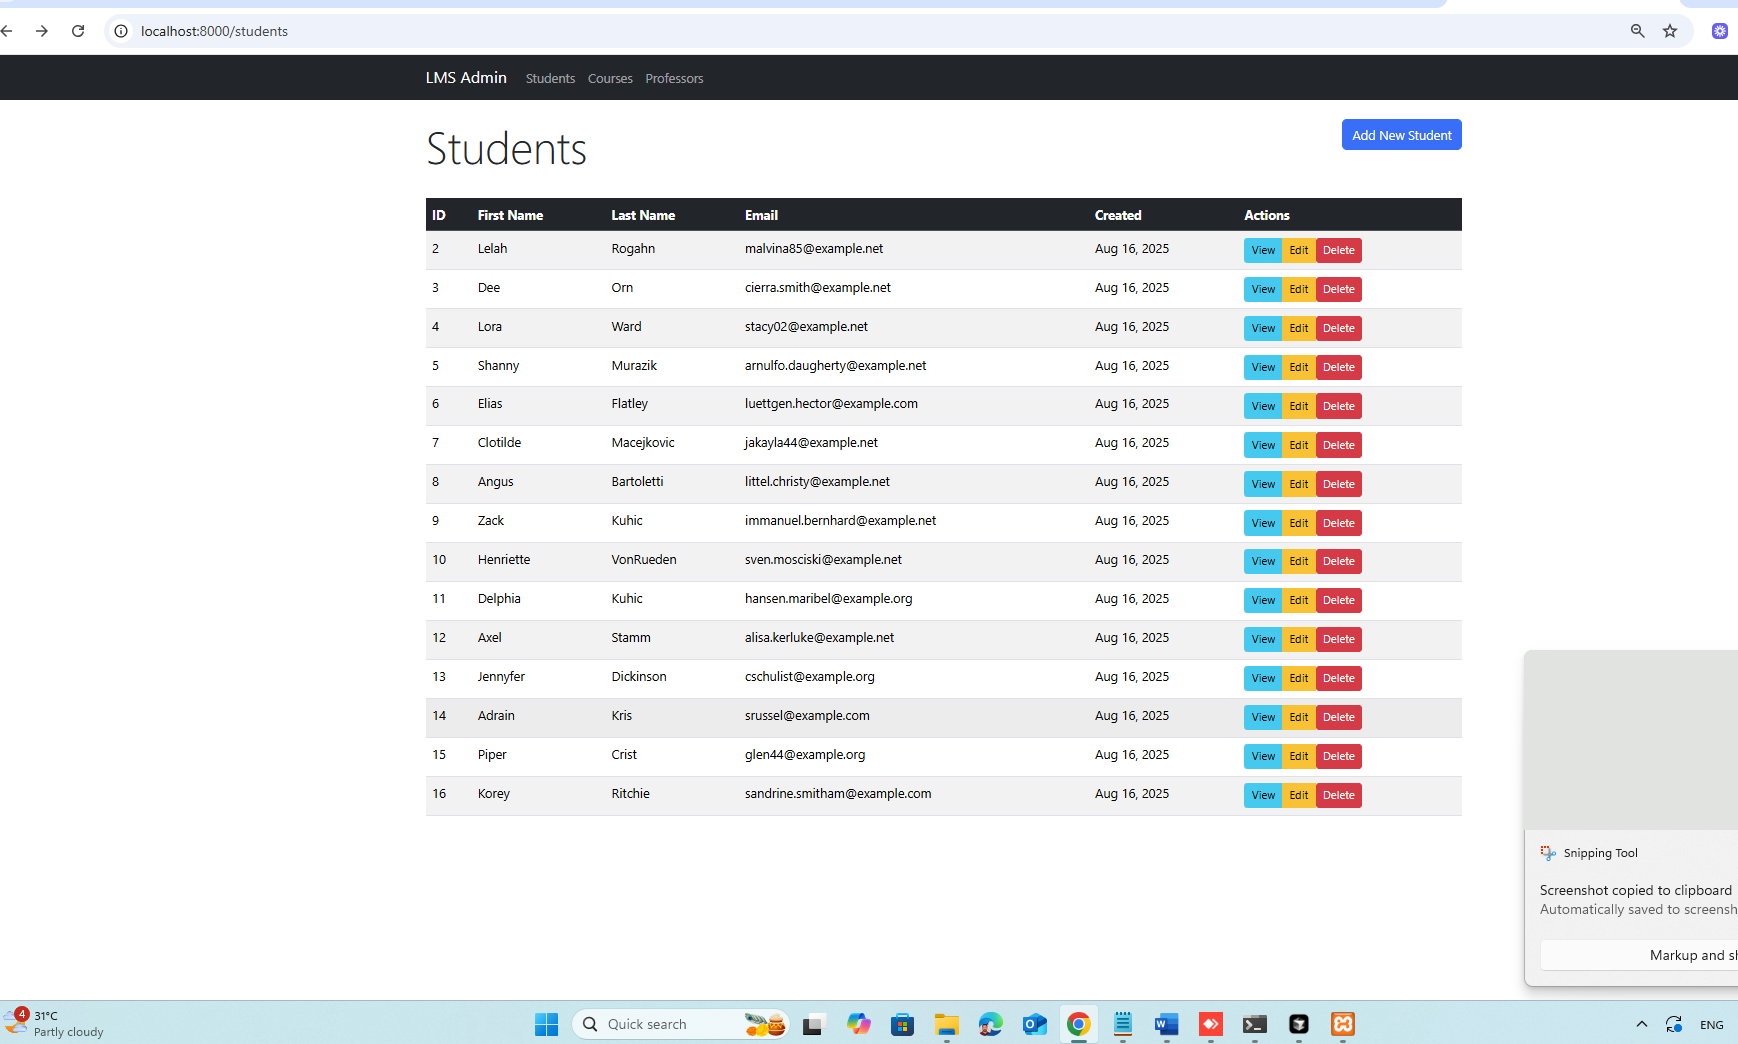 localhost:8000/students
LMS Admin Students Courses Professors
Students
Add New Student
ID First Name Last Name Email Created Actions
2 Lelah Rogahn malvina85@example.net Aug 16, 2025 View Edit Delete
3 Dee Orn cierra.smith@example.net Aug 16, 2025 View Edit Delete
4 Lora Ward stacy02@example.net Aug 16, 2025 View Edit Delete
5 Shanny Murazik arnulfo.daugherty@example.net Aug 16, 2025 View Edit Delete
6 Elias Flatley luettgen.hector@example.com Aug 16, 2025 View Edit Delete
7 Clotilde Macejkovic jakayla44@example.net Aug 16, 2025 View Edit Delete
8 Angus Bartoletti littel.christy@example.net Aug 16, 2025 View Edit Delete
9 Zack Kuhic immanuel.bernhard@example.net Aug 16, 2025 View Edit Delete
10 Henriette VonRueden sven.mosciski@example.net Aug 16, 2025 View Edit Delete
11 Delphia Kuhic hansen.maribel@example.org Aug 16, 2025 View Edit Delete
12 Axel Stamm alisa.kerluke@example.net Aug 16, 2025 View Edit Delete
13 Jennyfer Dickinson cschulist@example.org Aug 16, 2025 View Edit Delete
14 Adrain Kris srussel@example.com Aug 16, 2025 View Edit Delete
15 Piper Crist glen44@example.org Aug 16, 2025 View Edit Delete
16 Korey Ritchie sandrine.smitham@example.com Aug 16, 2025 View Edit Delete
Snipping Tool
Screenshot copied to clipboard
Automatically saved to screensh
Markup and sh
4
31°C
Partly cloudy
Quick search
ENG